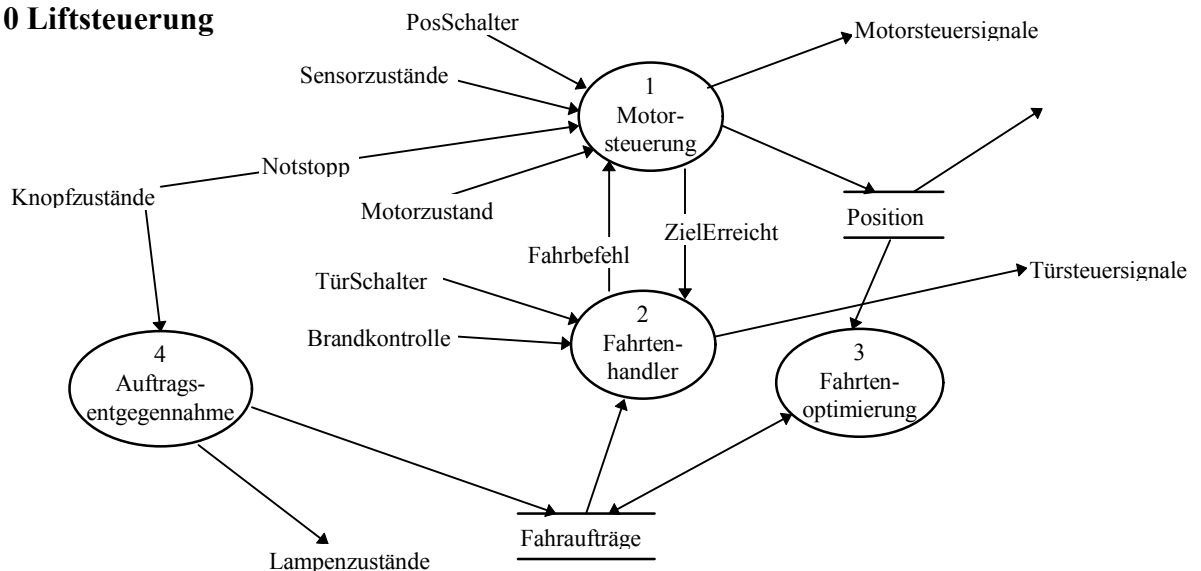 0 Liftsteuerung
PosSchalter
Motorsteuersignale
Sensorzustände
1
Motor-
steuerung
Notstopp
Knopfzustände
Motorzustand
Position
ZielErreicht
Fahrbefehl
TürSchalter
Türsteuersignale
Brandkontrolle
2
Fahrten-
handler
3
Fahrten-
optimierung
4
Auftrags-
entgegennahme
Fahraufträge
Lampenzustände